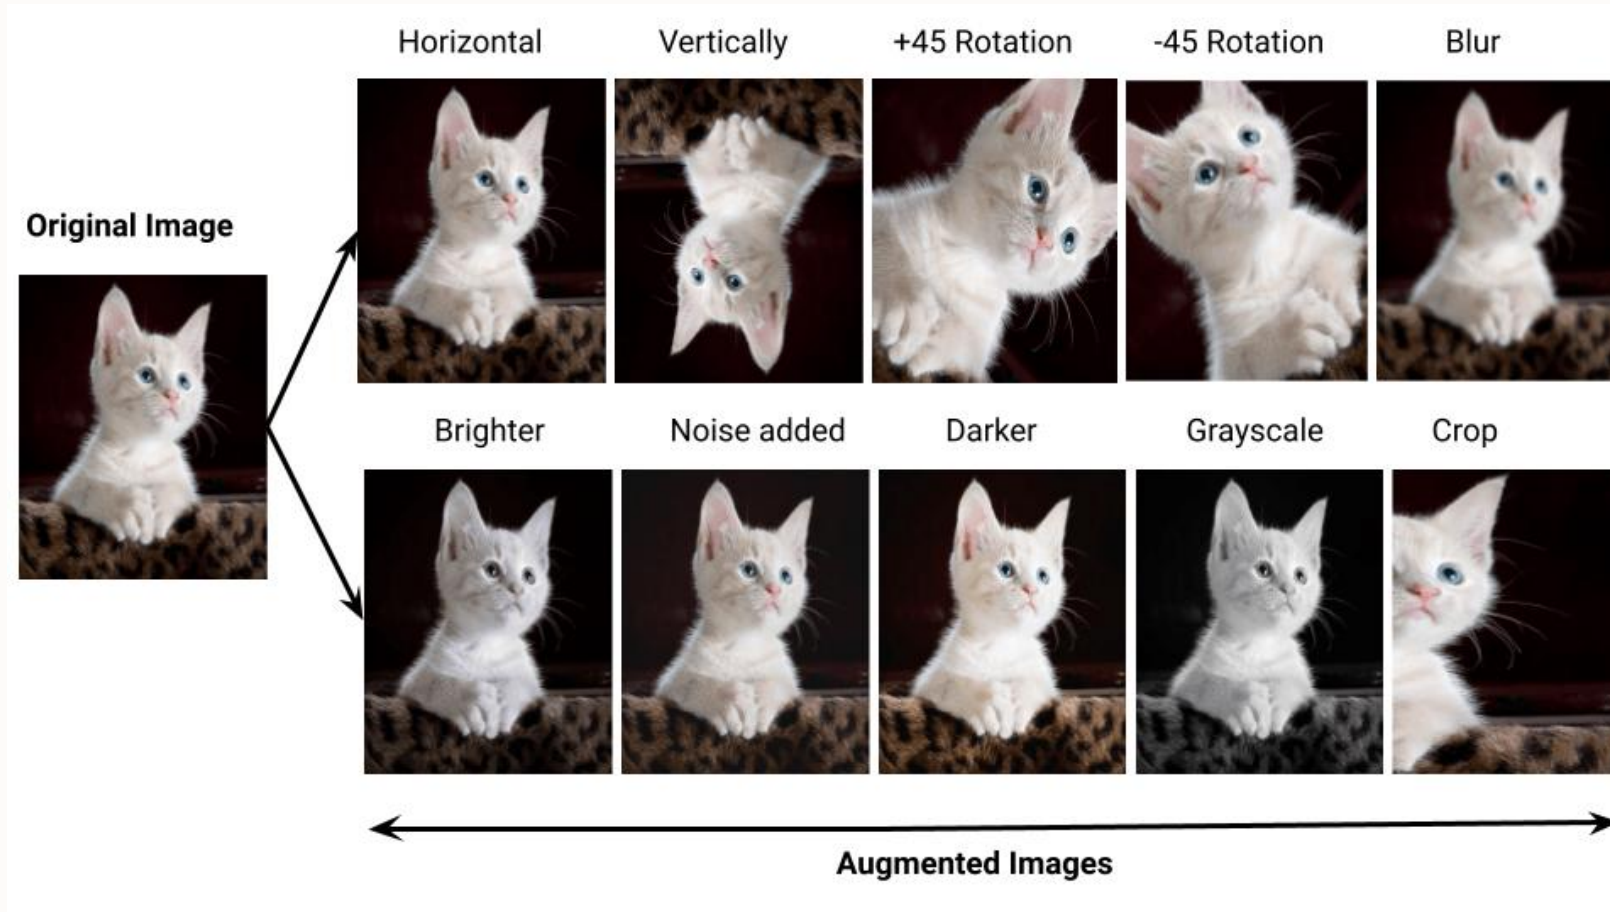 Horizontal
Vertically
+45 Rotation
-45 Rotation
Blur
Original Image
Brighter
Noise added
Darker
Grayscale
Crop
Augmented Images